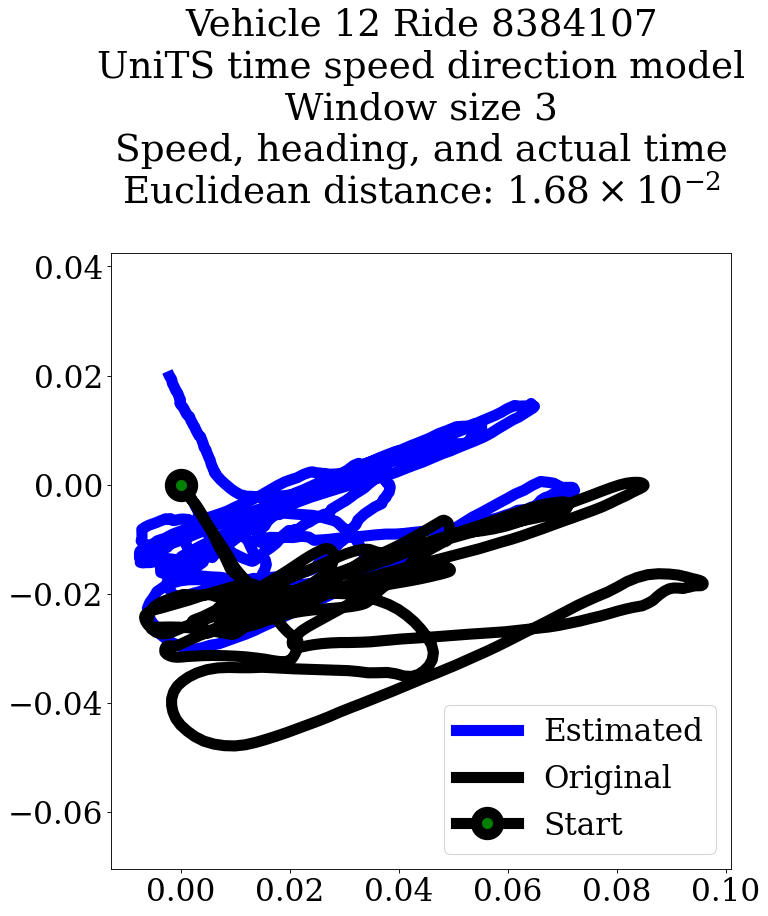 Vehicle 12 Ride 8384107
UniTS time speed direction model
Window size 3
Speed, heading, and actual time
Euclidean distance: 1.68 × 10⁻²
0.04
0.02
0.00
−0.02
−0.04
−0.06
Estimated
Original
Start
0.00 0.02 0.04 0.06 0.08 0.10